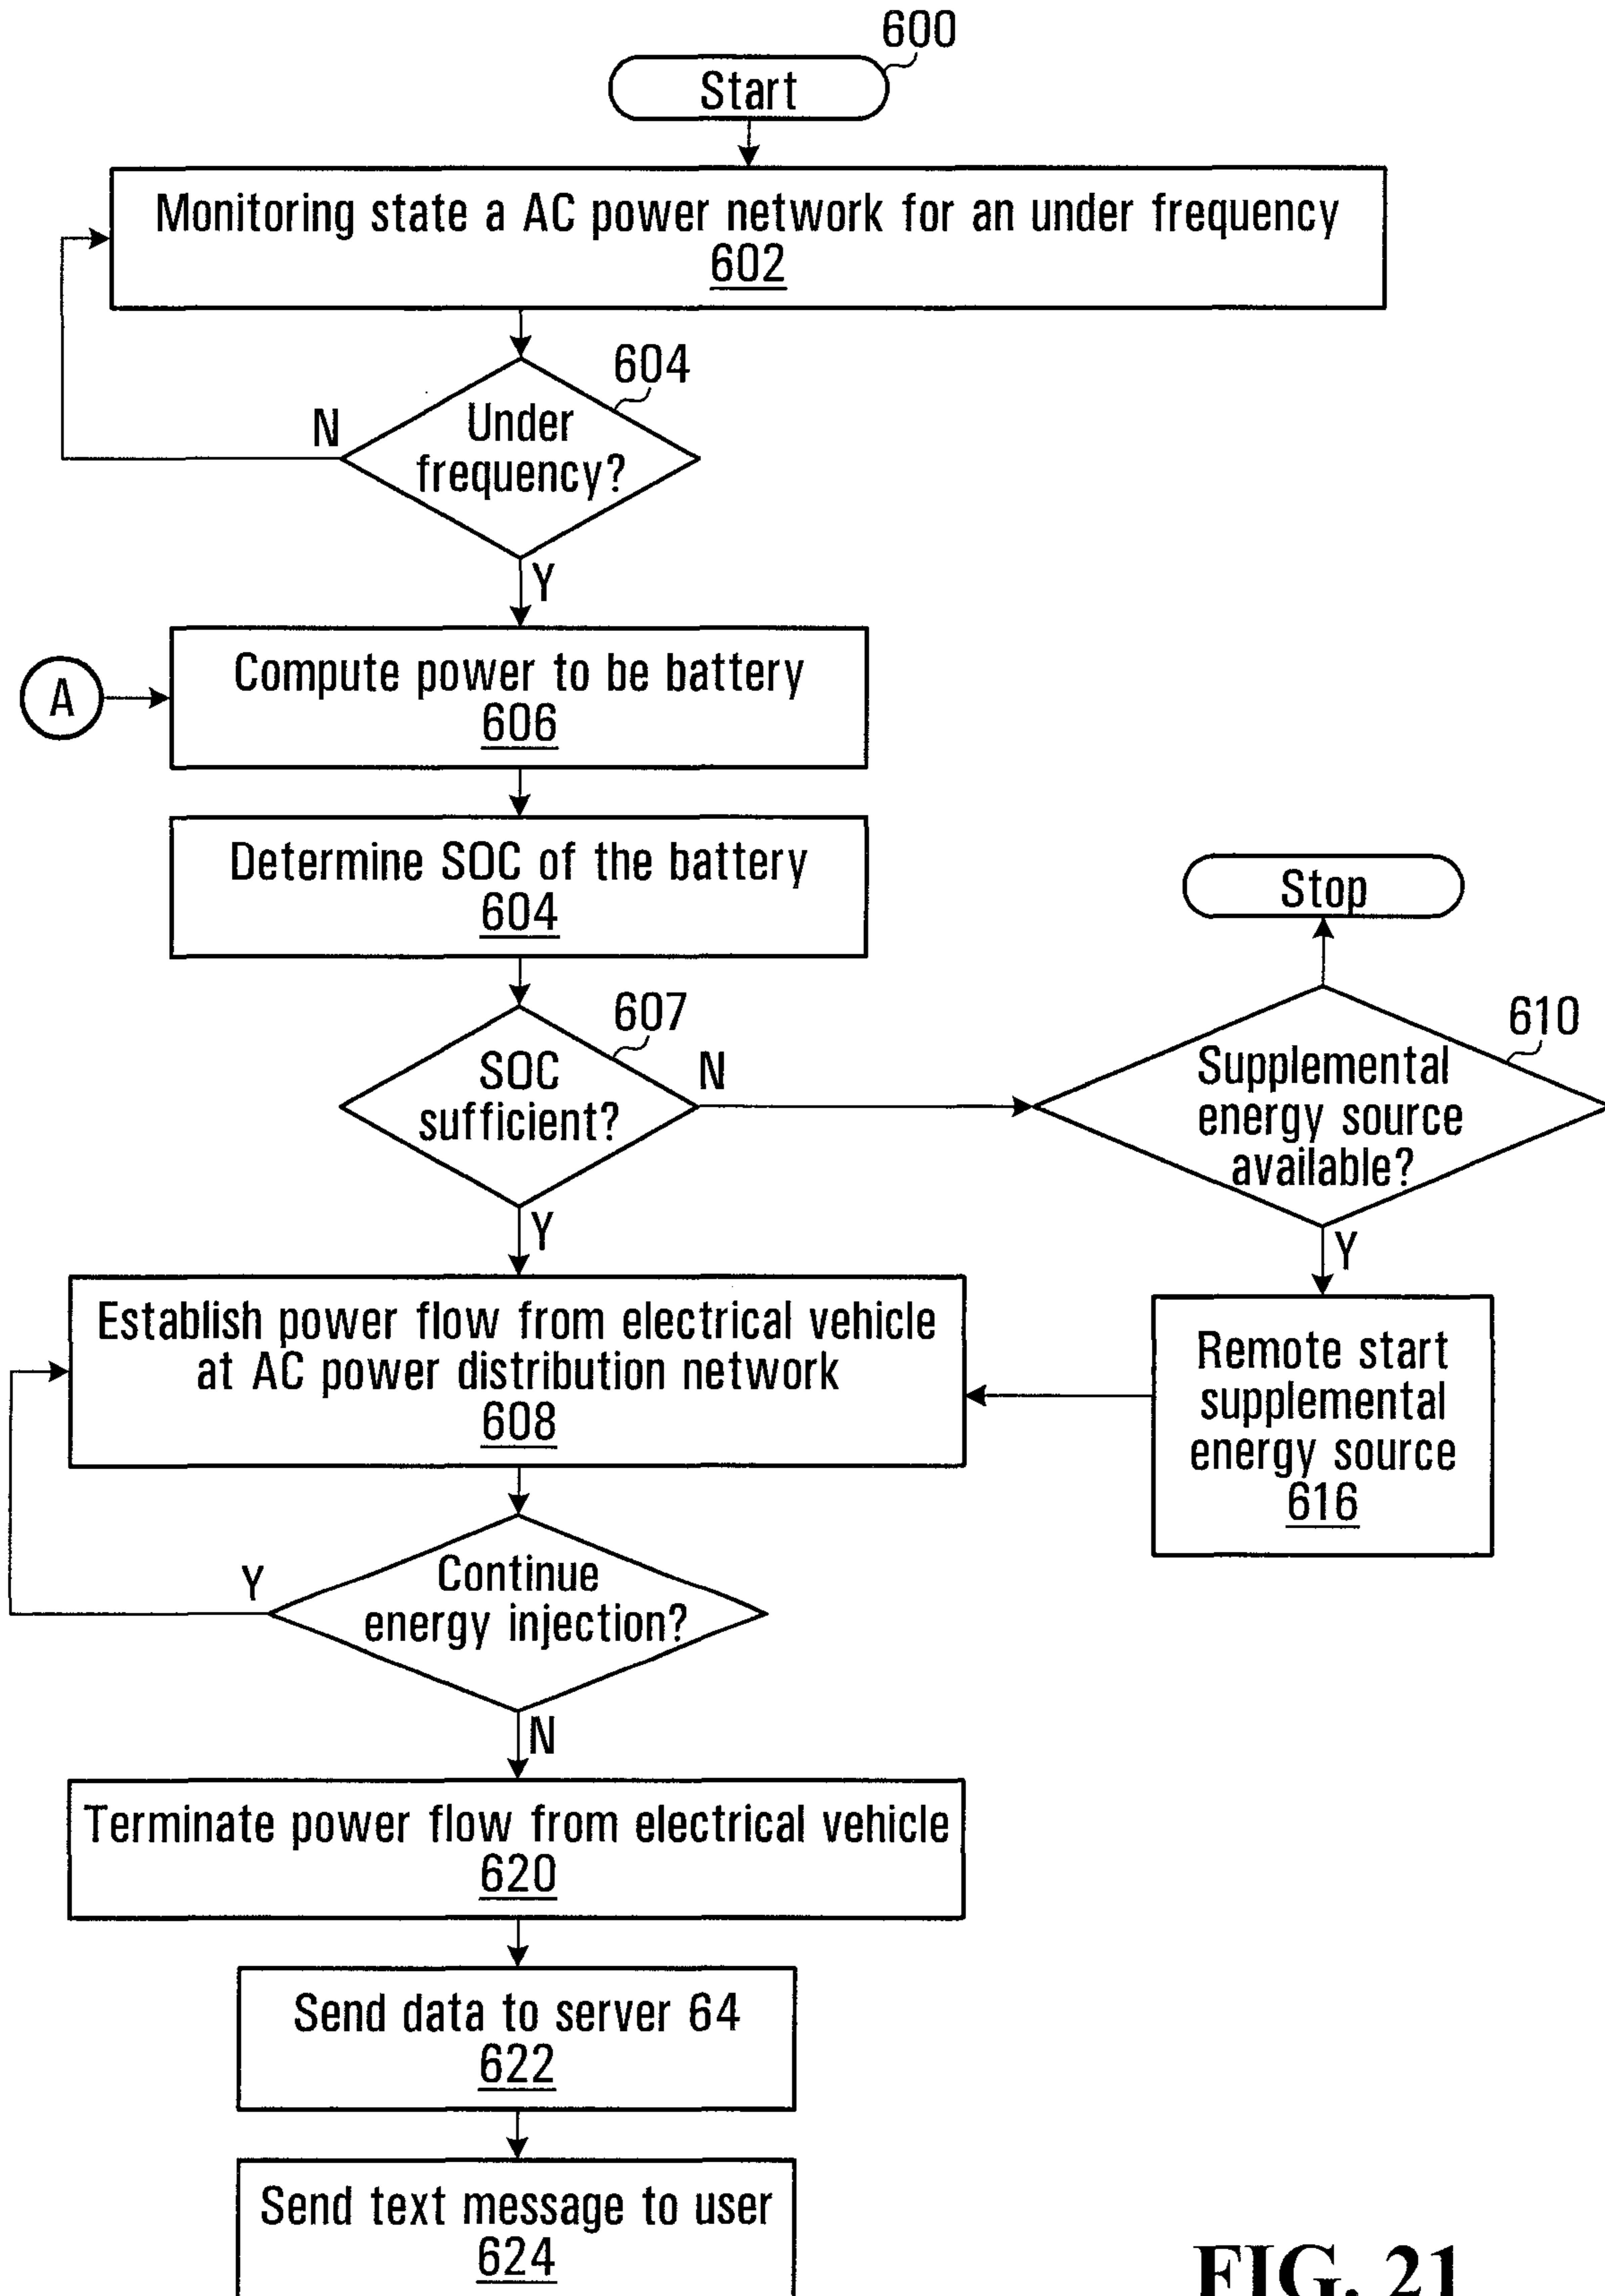 600
Start
Monitoring state a AC power network for an under frequency
602
604
Under
frequency?
N
Y
A
Compute power to be battery
606
Determine SOC of the battery
604
Stop
607
SOC
sufficient?
N
610
Supplemental
energy source
available?
Y
Y
Establish power flow from electrical vehicle
at AC power distribution network
608
Remote start
supplemental
energy source
616
Continue
energy injection?
Y
N
Terminate power flow from electrical vehicle
620
Send data to server 64
622
Send text message to user
624
FIG. 21